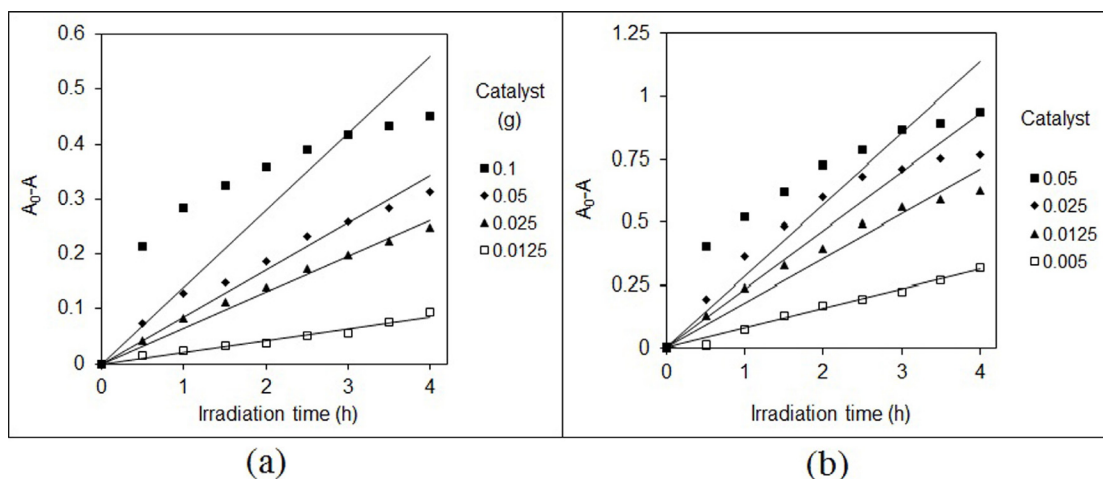 0.6
0.5
0.4
0.3
0.2
0.1
0
A₀-A
0 1 2 3 4
Irradiation time (h)
Catalyst
(g)
0.1
0.05
0.025
0.0125
(a)
1.25
1
0.75
0.5
0.25
0
A₀-A
0 1 2 3 4
Irradiation time (h)
Catalyst
0.05
0.025
0.0125
0.005
(b)